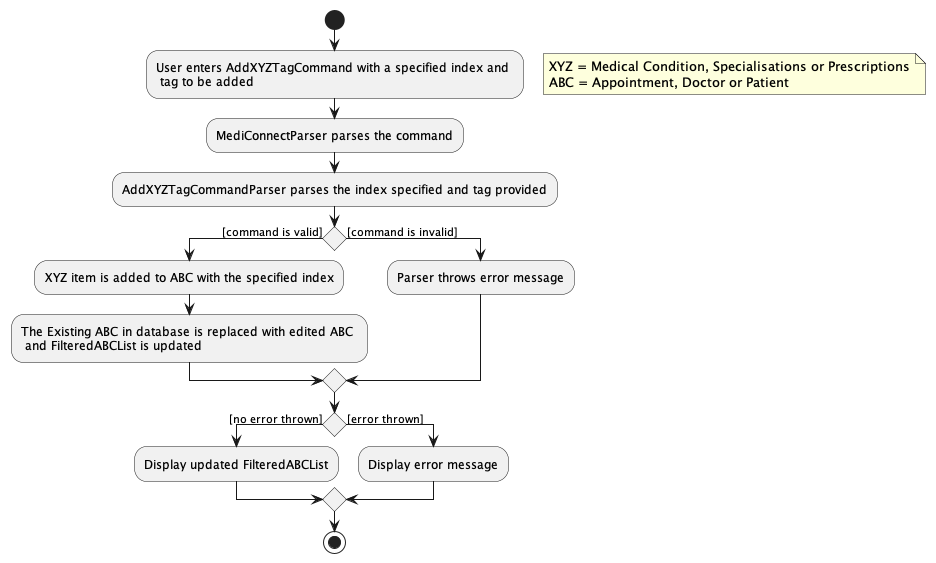 User enters AddXYZTagCommand with a specified index and
tag to be added
XYZ = Medical Condition, Specialisations or Prescriptions
ABC = Appointment, Doctor or Patient
MediConnectParser parses the command
AddXYZTagCommandParser parses the index specified and tag provided
[command is valid]
[command is invalid]
XYZ item is added to ABC with the specified index
Parser throws error message
The Existing ABC in database is replaced with edited ABC
and FilteredABCList is updated
[no error thrown]
[error thrown]
Display updated FilteredABCList
Display error message